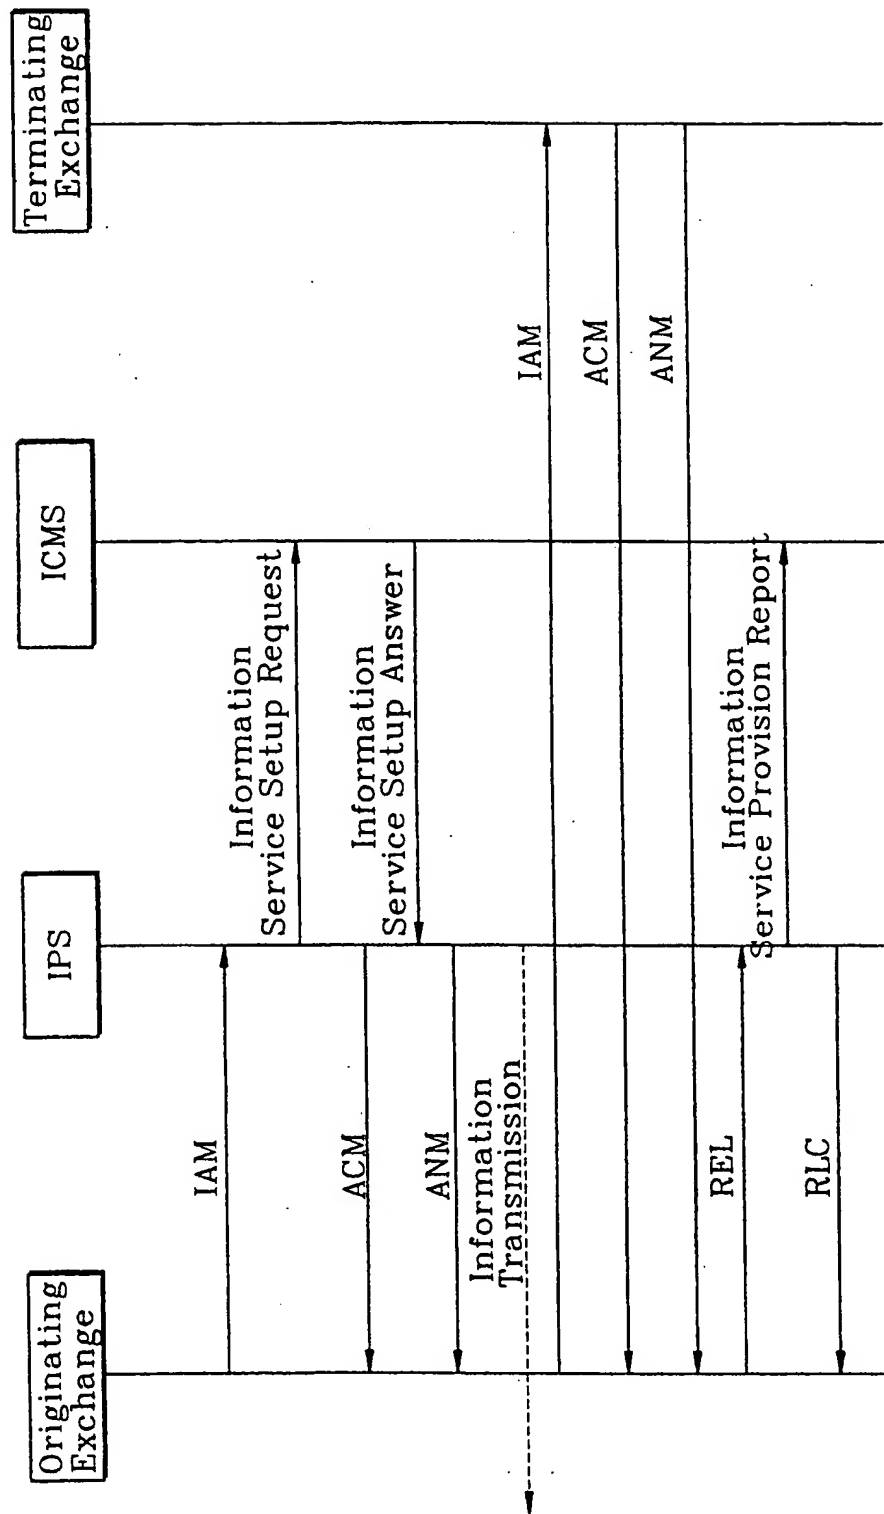 Originating
Exchange
IPS
ICMS
Terminating
Exchange
IAM
Information
Service Setup Request
ACM
Information
Service Setup Answer
ANM
Information
Transmission
IAM
ACM
ANM
REL
Information
Service Provision Report
RLC